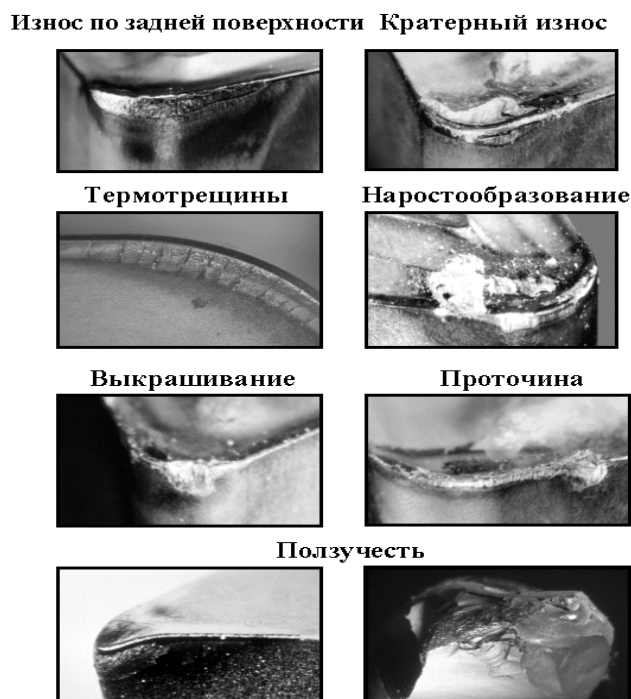 Износ по задней поверхности Кратерный износ
Термотрещины Наростообразование
Выкрашивание Проточина
Ползучесть